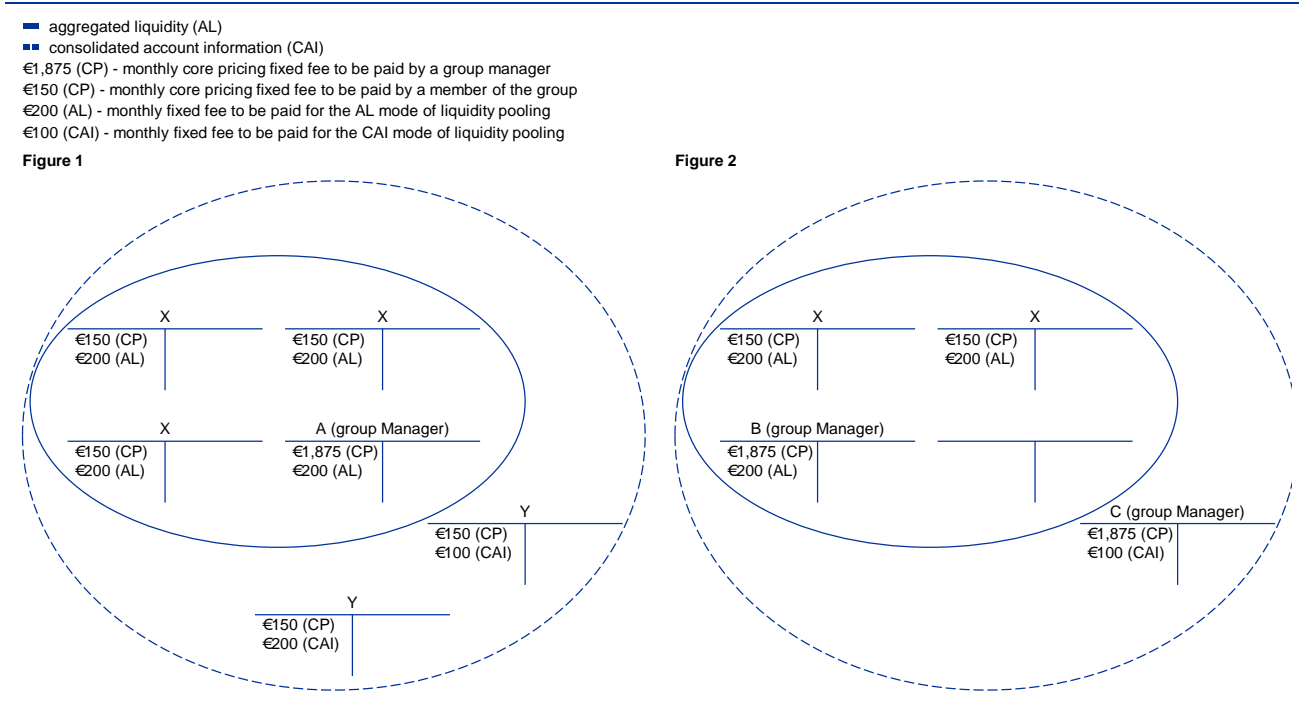 aggregated liquidity (AL)
consolidated account information (CAI)
€1,875 (CP) - monthly core pricing fixed fee to be paid by a group manager
€150 (CP) - monthly core pricing fixed fee to be paid by a member of the group
€200 (AL) - monthly fixed fee to be paid for the AL mode of liquidity pooling
€100 (CAI) - monthly fixed fee to be paid for the CAI mode of liquidity pooling
Figure 1
X
€150 (CP)
€200 (AL)
X
€150 (CP)
€200 (AL)
X
€150 (CP)
€200 (AL)
A (group Manager)
€1,875 (CP)
€200 (AL)
Y
€150 (CP)
€100 (CAI)
Y
€150 (CP)
€200 (CAI)
Figure 2
X
€150 (CP)
€200 (AL)
X
€150 (CP)
€200 (AL)
B (group Manager)
€1,875 (CP)
€200 (AL)
C (group Manager)
€1,875 (CP)
€100 (CAI)